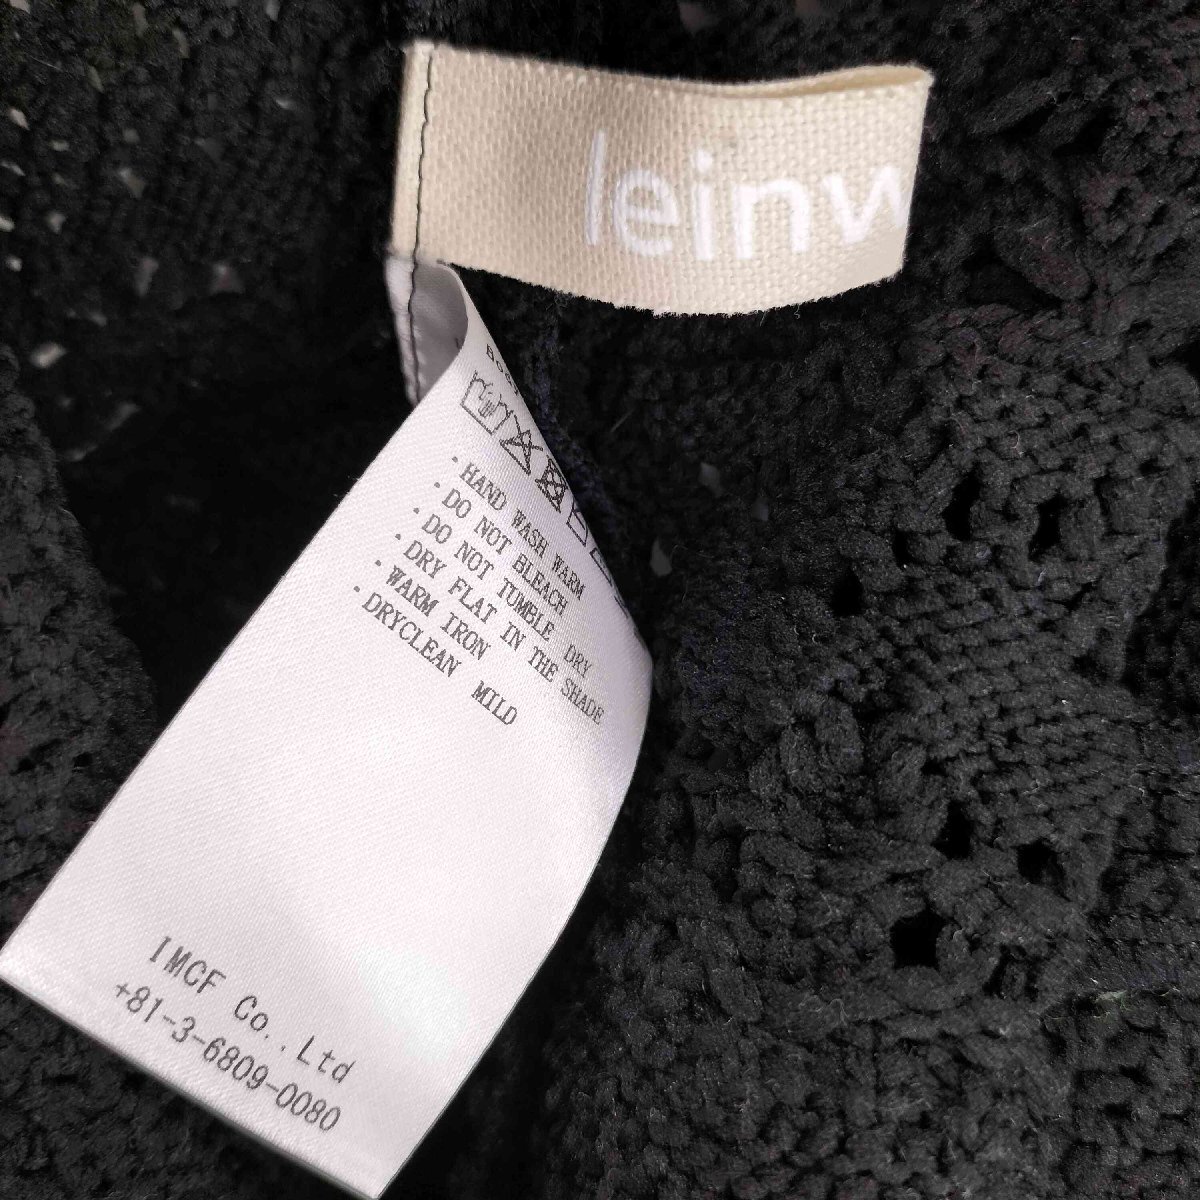 leinw
· HAND WASH WARM
· DO NOT BLEACH
· DO NOT TUMBLE DRY
· DRY FLAT IN THE SHADE
· WARM IRON
· DRYCLEAN MILD
IMCF Co.,Ltd
+81-3-6809-0080